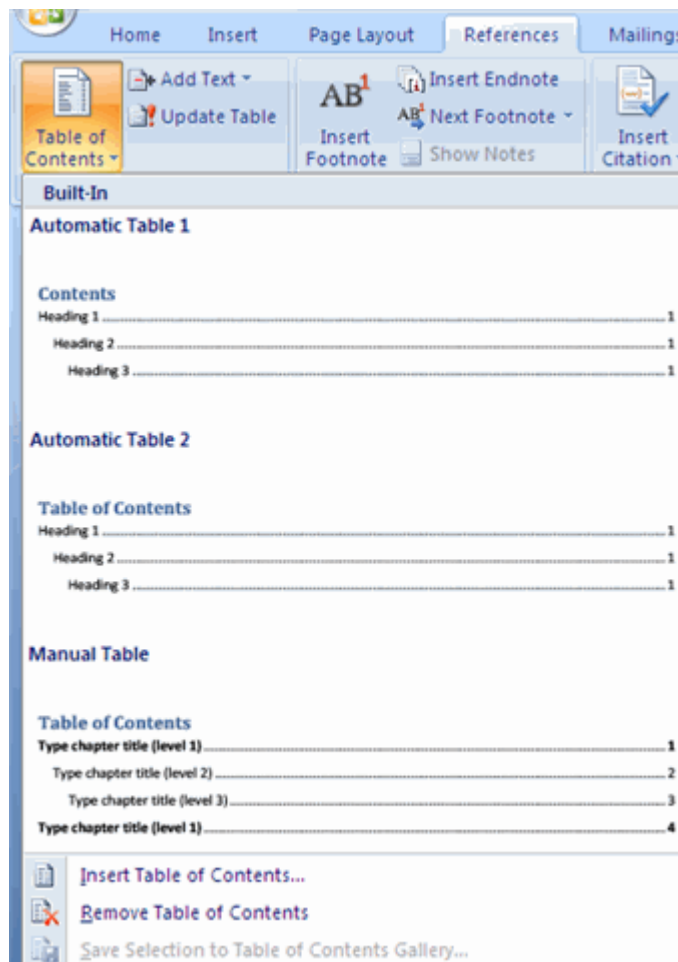 Home Insert Page Layout References Mailings
Add Text
Update Table
Table of
Contents
AB1
Insert
Footnote
Insert Endnote
AB1 Next Footnote
Show Notes
Insert
Citation
Built-In
Automatic Table 1
Contents
Heading 1 ........ 1
Heading 2 ........ 1
Heading 3 ........ 1
Automatic Table 2
Table of Contents
Heading 1 ........ 1
Heading 2 ........ 1
Heading 3 ........ 1
Manual Table
Table of Contents
Type chapter title (level 1) ........ 1
Type chapter title (level 2) ........ 2
Type chapter title (level 3) ........ 3
Type chapter title (level 1) ........ 4
Insert Table of Contents...
Remove Table of Contents
Save Selection to Table of Contents Gallery...